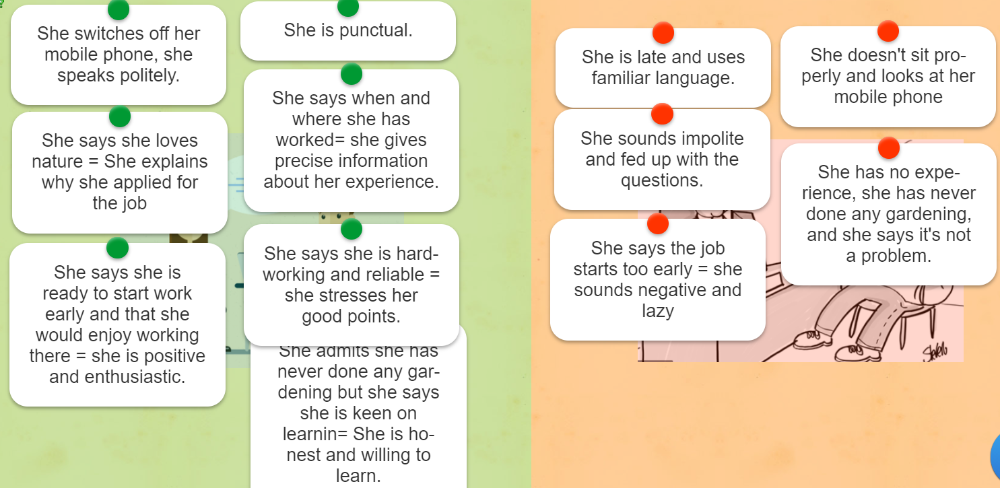 She switches off her
mobile phone, she
speaks politely.
She is punctual.
She says she loves
nature = She explains
why she applied for
the job
She says when and
where she has
worked= she gives
precise information
about her experience.
She says she is
ready to start work
early and that she
would enjoy working
there = she is positive
and enthusiastic.
She says she is hard-
working and reliable =
she stresses her
good points.
She admits she has
never done any gar-
dening but she says
she is keen on
learnin= She is ho-
nest and willing to
learn.
She is late and uses
familiar language.
She doesn't sit pro-
perly and looks at her
mobile phone
She sounds impolite
and fed up with the
questions.
She has no expe-
rience, she has never
done any gardening,
and she says it's not
a problem.
She says the job
starts too early = she
sounds negative and
lazy